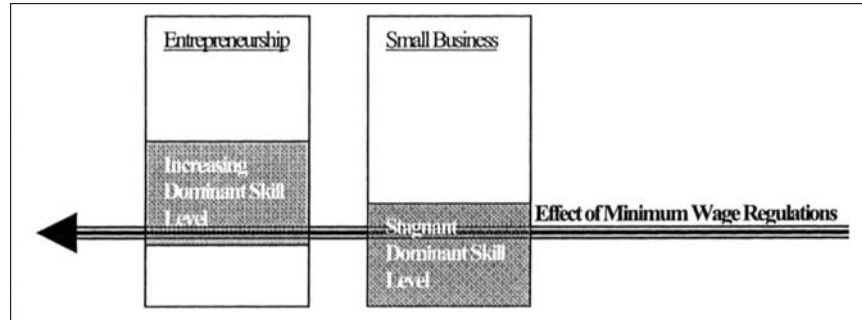 Entrepreneurship
Increasing
Dominant Skill
Level
Small Business
Stagnant
Dominant Skill
Level
Effect of Minimum Wage Regulations